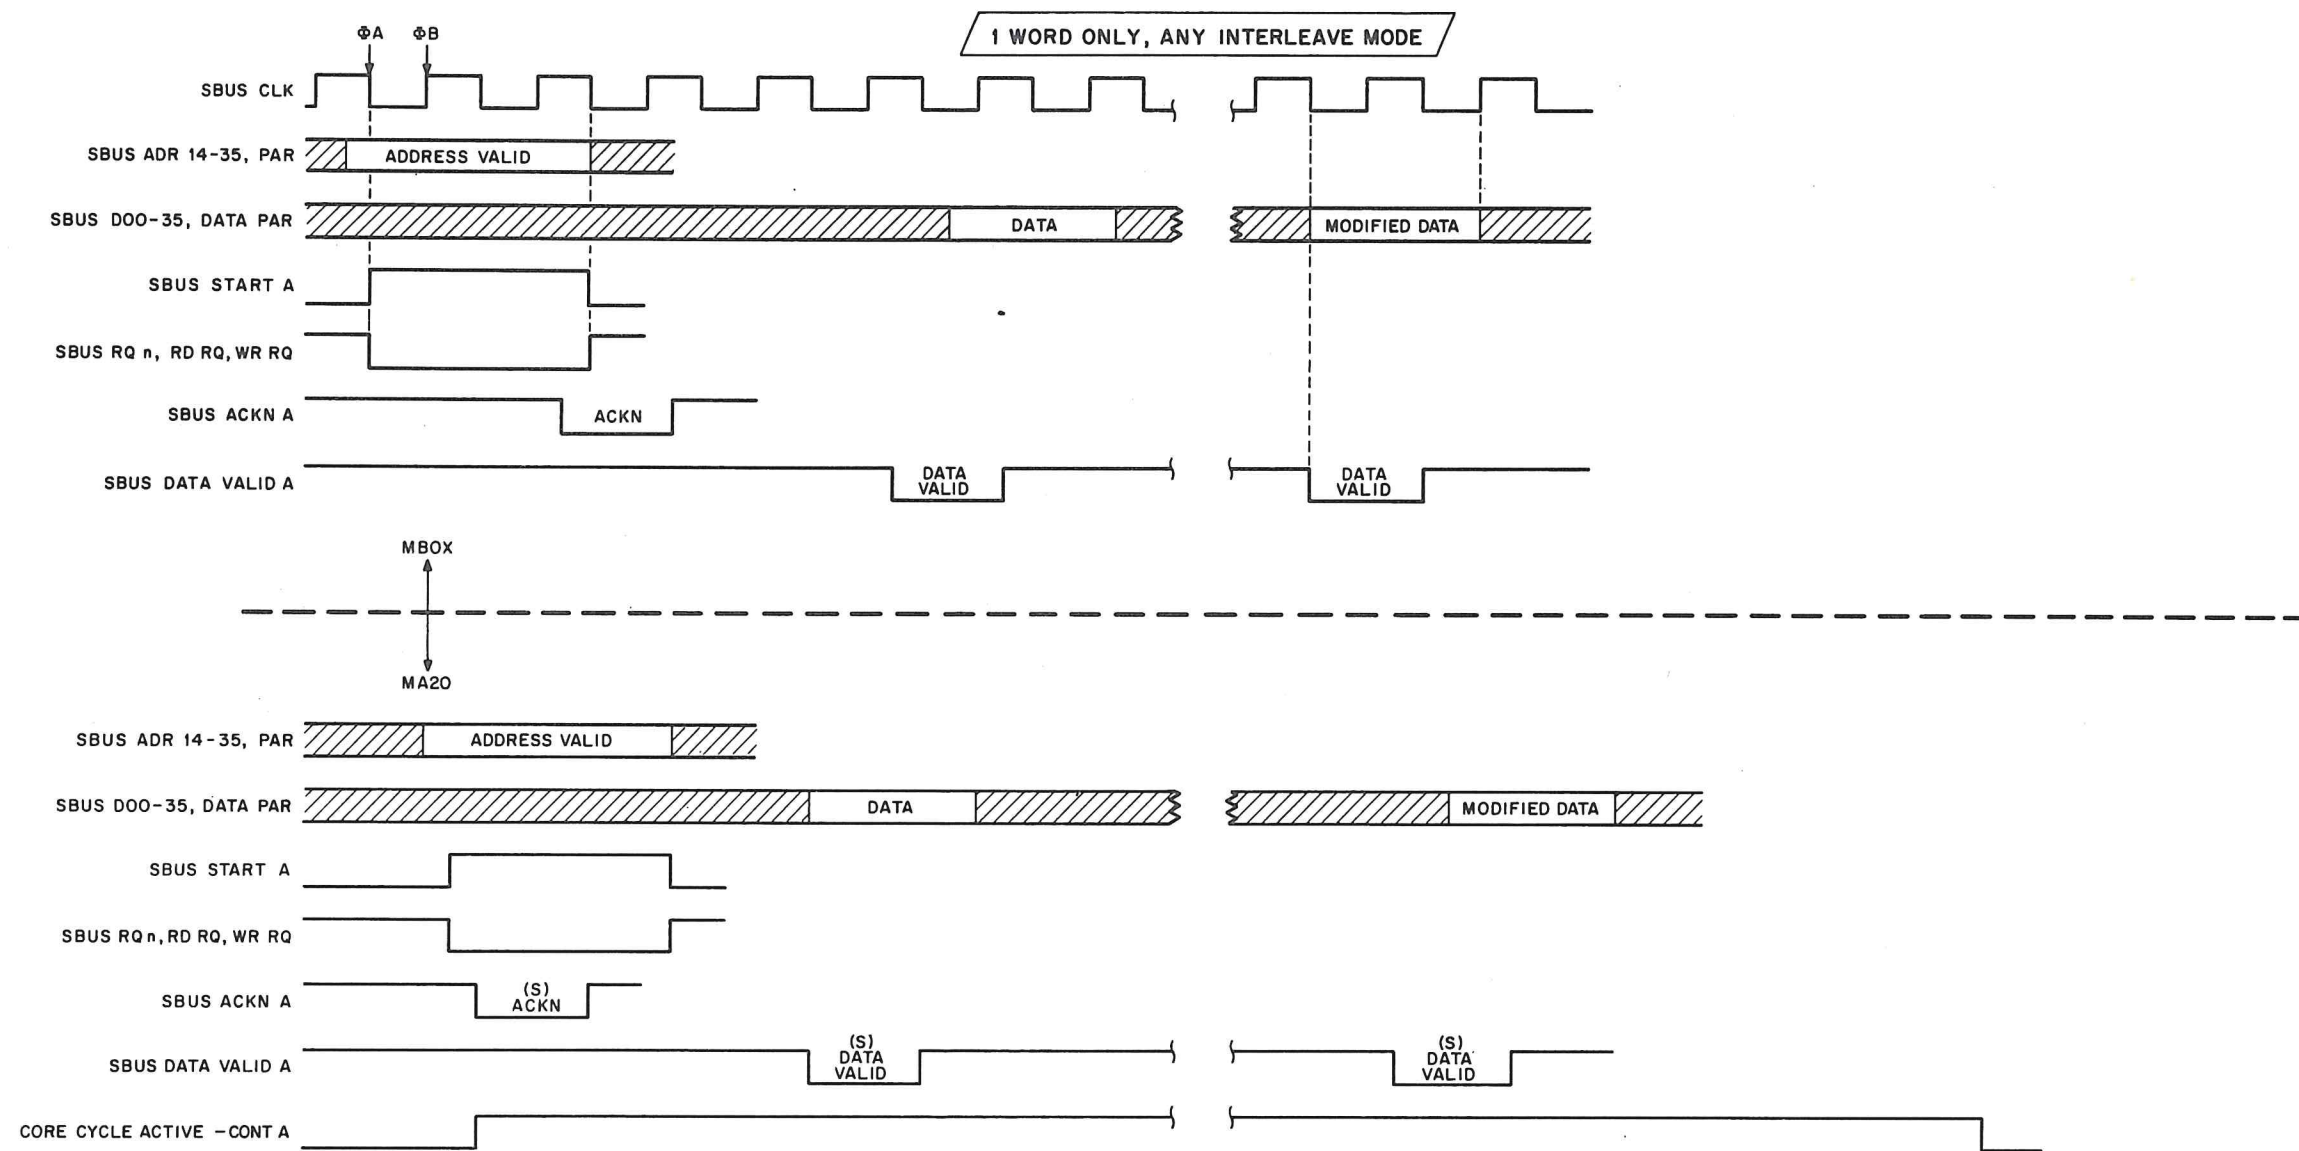 ΦA ΦB
1 WORD ONLY, ANY INTERLEAVE MODE
SBUS CLK
SBUS ADR 14-35, PAR
ADDRESS VALID
SBUS D00-35, DATA PAR
DATA
MODIFIED DATA
SBUS START A
SBUS RQ n, RD RQ, WR RQ
SBUS ACKN A
ACKN
SBUS DATA VALID A
DATA
VALID
DATA
VALID
MBOX
MA20
SBUS ADR 14-35, PAR
ADDRESS VALID
SBUS D00-35, DATA PAR
DATA
MODIFIED DATA
SBUS START A
SBUS RQ n, RD RQ, WR RQ
SBUS ACKN A
(S)
ACKN
SBUS DATA VALID A
(S)
DATA
VALID
(S)
DATA
VALID
CORE CYCLE ACTIVE -CONT A